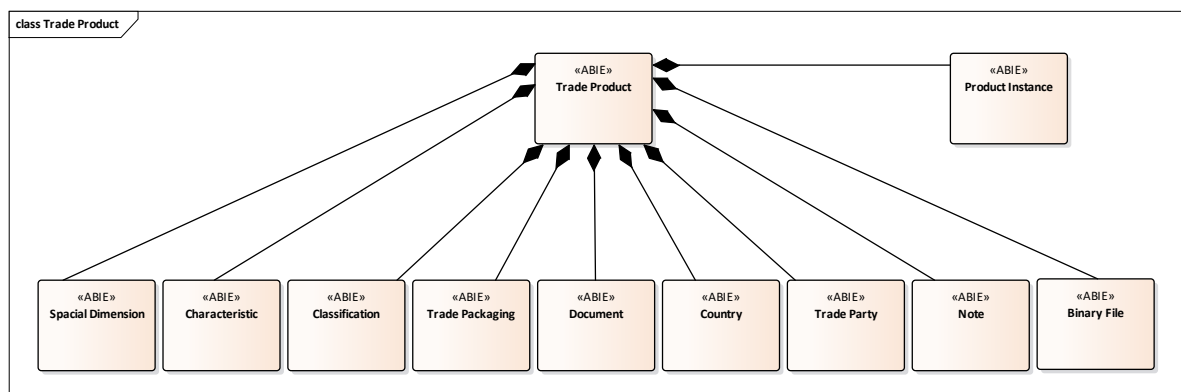 class Trade Product
«ABIE»
Trade Product
«ABIE»
Product Instance
«ABIE»
Spacial Dimension
«ABIE»
Characteristic
«ABIE»
Classification
«ABIE»
Trade Packaging
«ABIE»
Document
«ABIE»
Country
«ABIE»
Trade Party
«ABIE»
Note
«ABIE»
Binary File